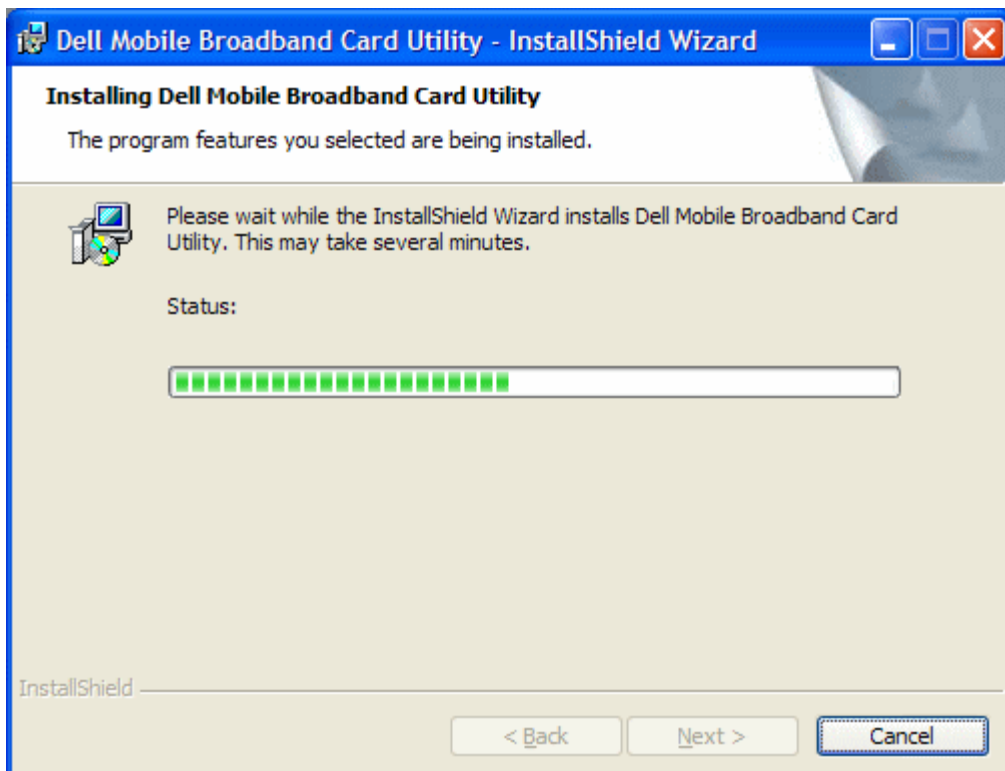 Dell Mobile Broadband Card Utility - InstallShield Wizard
Installing Dell Mobile Broadband Card Utility
The program features you selected are being installed.
Please wait while the InstallShield Wizard installs Dell Mobile Broadband Card
Utility. This may take several minutes.
Status:
InstallShield
< Back
Next >
Cancel